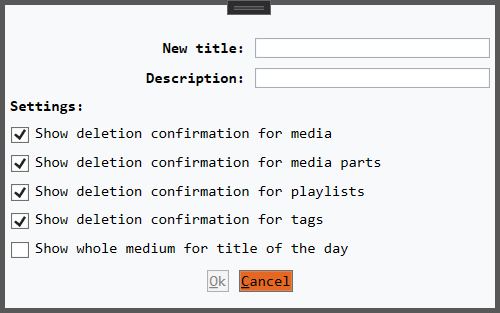 New title:
Description:
Settings:
Show deletion confirmation for media
Show deletion confirmation for media parts
Show deletion confirmation for playlists
Show deletion confirmation for tags
Show whole medium for title of the day
Ok Cancel